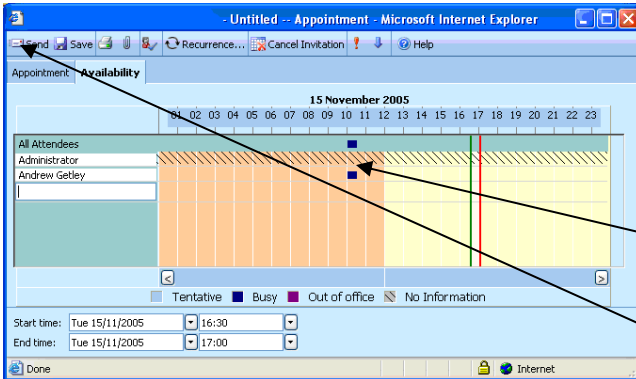 - Untitled -- Appointment - Microsoft Internet Explorer
Send Save Recurrence... Cancel Invitation Help
Appointment Availability
15 November 2005
01 02 03 04 05 06 07 08 09 10 11 12 13 14 15 16 17 18 19 20 21 22 23
All Attendees
Administrator
Andrew Getley
Tentative Busy Out of office No Information
Start time: Tue 15/11/2005 16:30
End time: Tue 15/11/2005 17:00
Done Internet